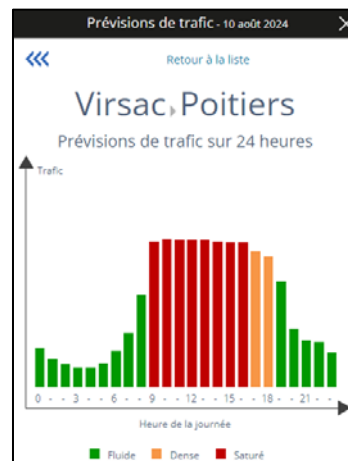 Prévisions de trafic - 10 août 2024
Retour à la liste
Virsac Poitiers
Prévisions de trafic sur 24 heures
Trafic
0 - - 3 - - 6 - - 9 - - 12 - - 15 - - 18 - - 21 - -
Heure de la journée
Fluide Dense Saturé